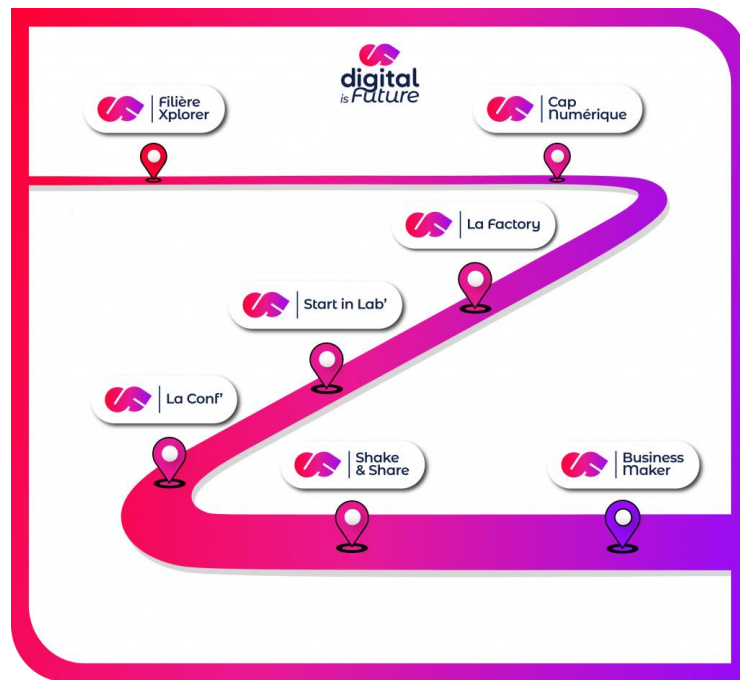 digital
is Future
Filière
Xplorer
Cap
Numérique
La Factory
Start in Lab'
La Conf'
Shake
& Share
Business
Maker